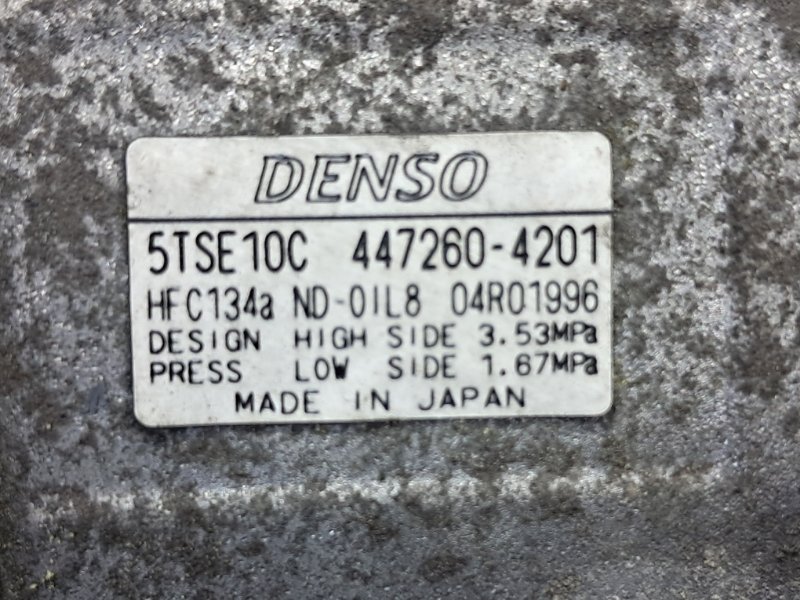 DENSO
5TSE10C 447260-4201
HFC134a ND-OIL8 04R01996
DESIGN HIGH SIDE 3.53MPa
PRESS LOW SIDE 1.67MPa
MADE IN JAPAN